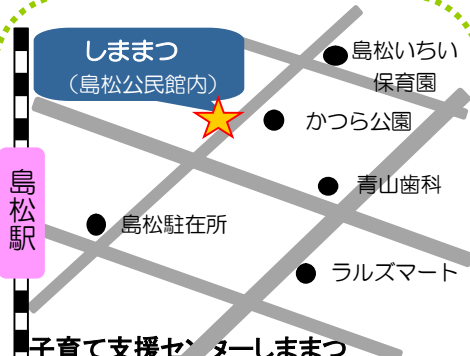 しままつ
（島松公民館内）
島松いちい
保育園
かつら公園
青山歯科
島松駅
島松駐在所
ラルズマート
子育て支援センターしままつ